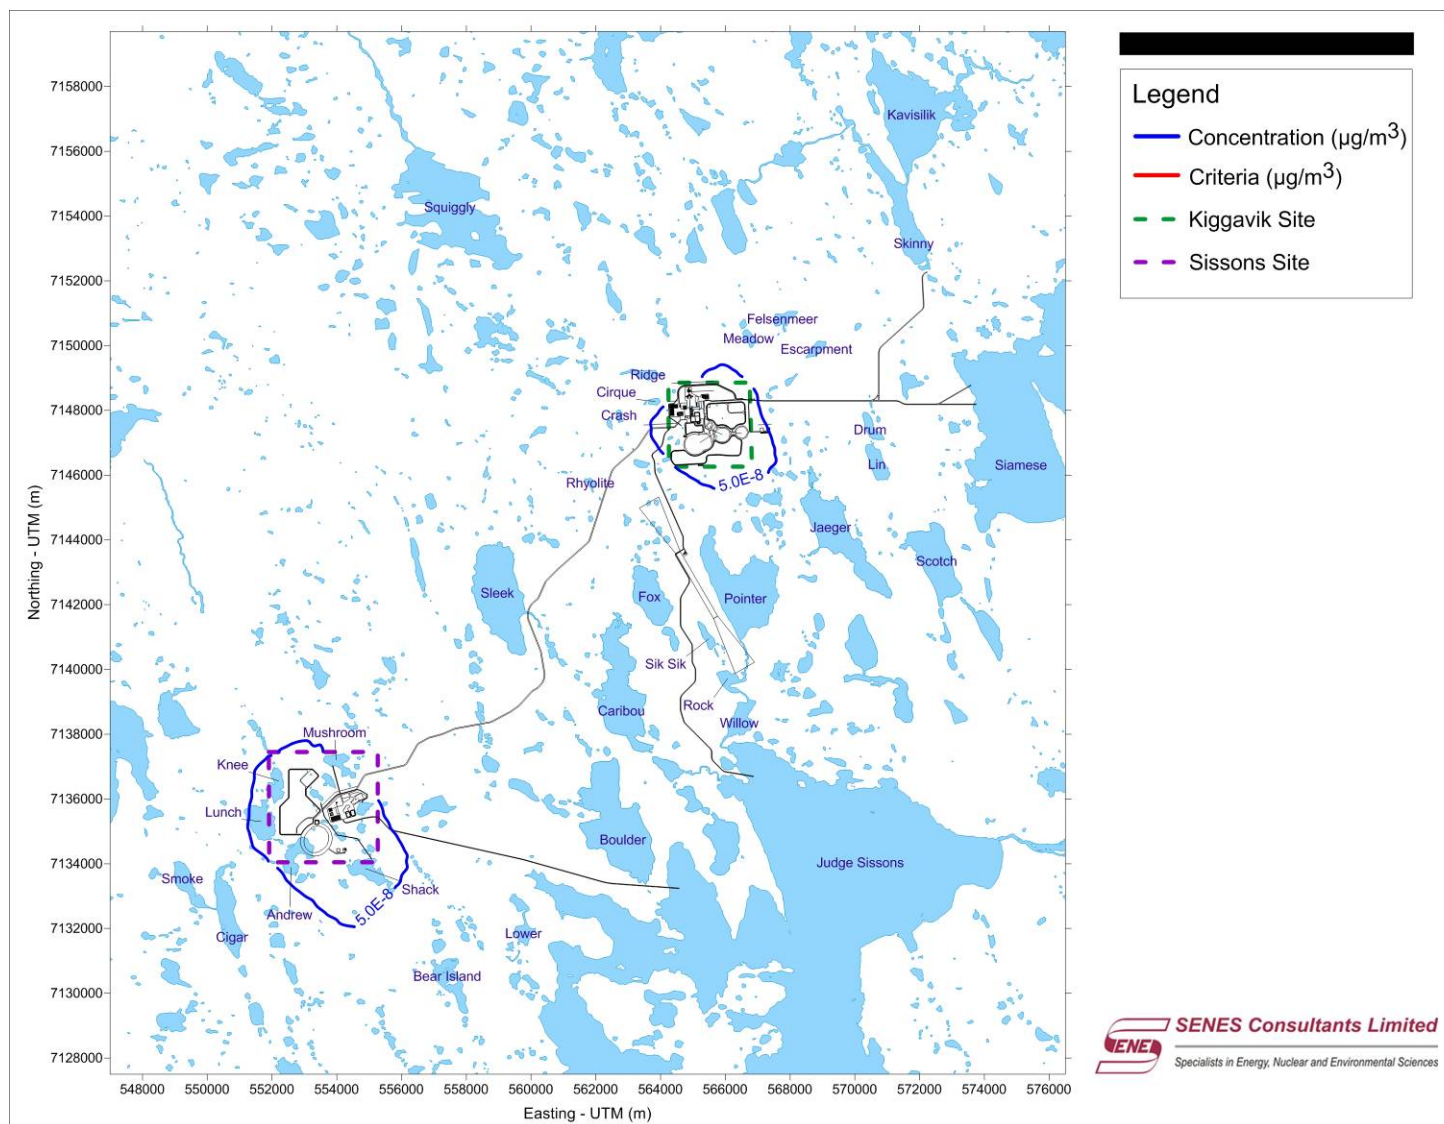 Legend
Concentration (µg/m³)
Criteria (µg/m³)
Kiggavik Site
Sissons Site
7158000
7156000
7154000
7152000
7150000
7148000
7146000
7144000
7142000
7140000
7138000
7136000
7134000
7132000
7130000
7128000
Northing - UTM (m)
Kavisilik
Squiggly
Skinny
Felsenmeer
Meadow
Escarpment
Ridge
Cirque
Crash
Drum
Lin
Siamese
Rhyolite
5.0E-8
Jaeger
Scotch
Sleek
Fox
Pointer
Sik Sik
Rock
Caribou
Willow
Mushroom
Knee
Lunch
Boulder
Judge Sissons
Smoke
Shack
5.0E-8
Andrew
Cigar
Lower
Bear Island
548000 550000 552000 554000 556000 558000 560000 562000 564000 566000 568000 570000 572000 574000 576000
Easting - UTM (m)
SENES
SENES Consultants Limited
Specialists in Energy, Nuclear and Environmental Sciences